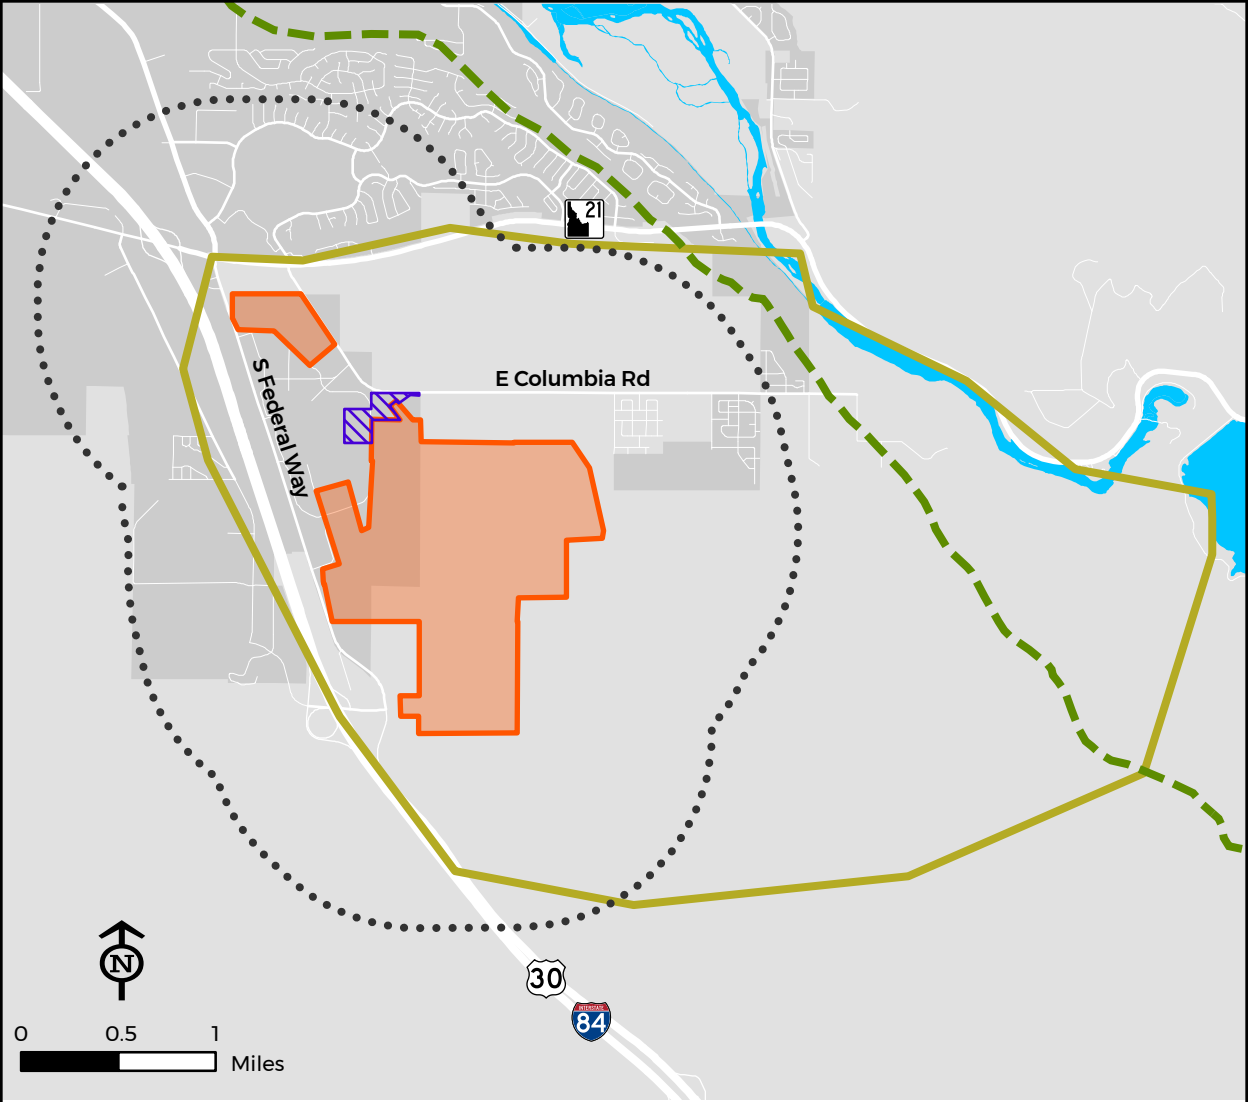 21
E Columbia Rd
S Federal Way
N
30
INTERSTATE
84
0 0.5 1
Miles